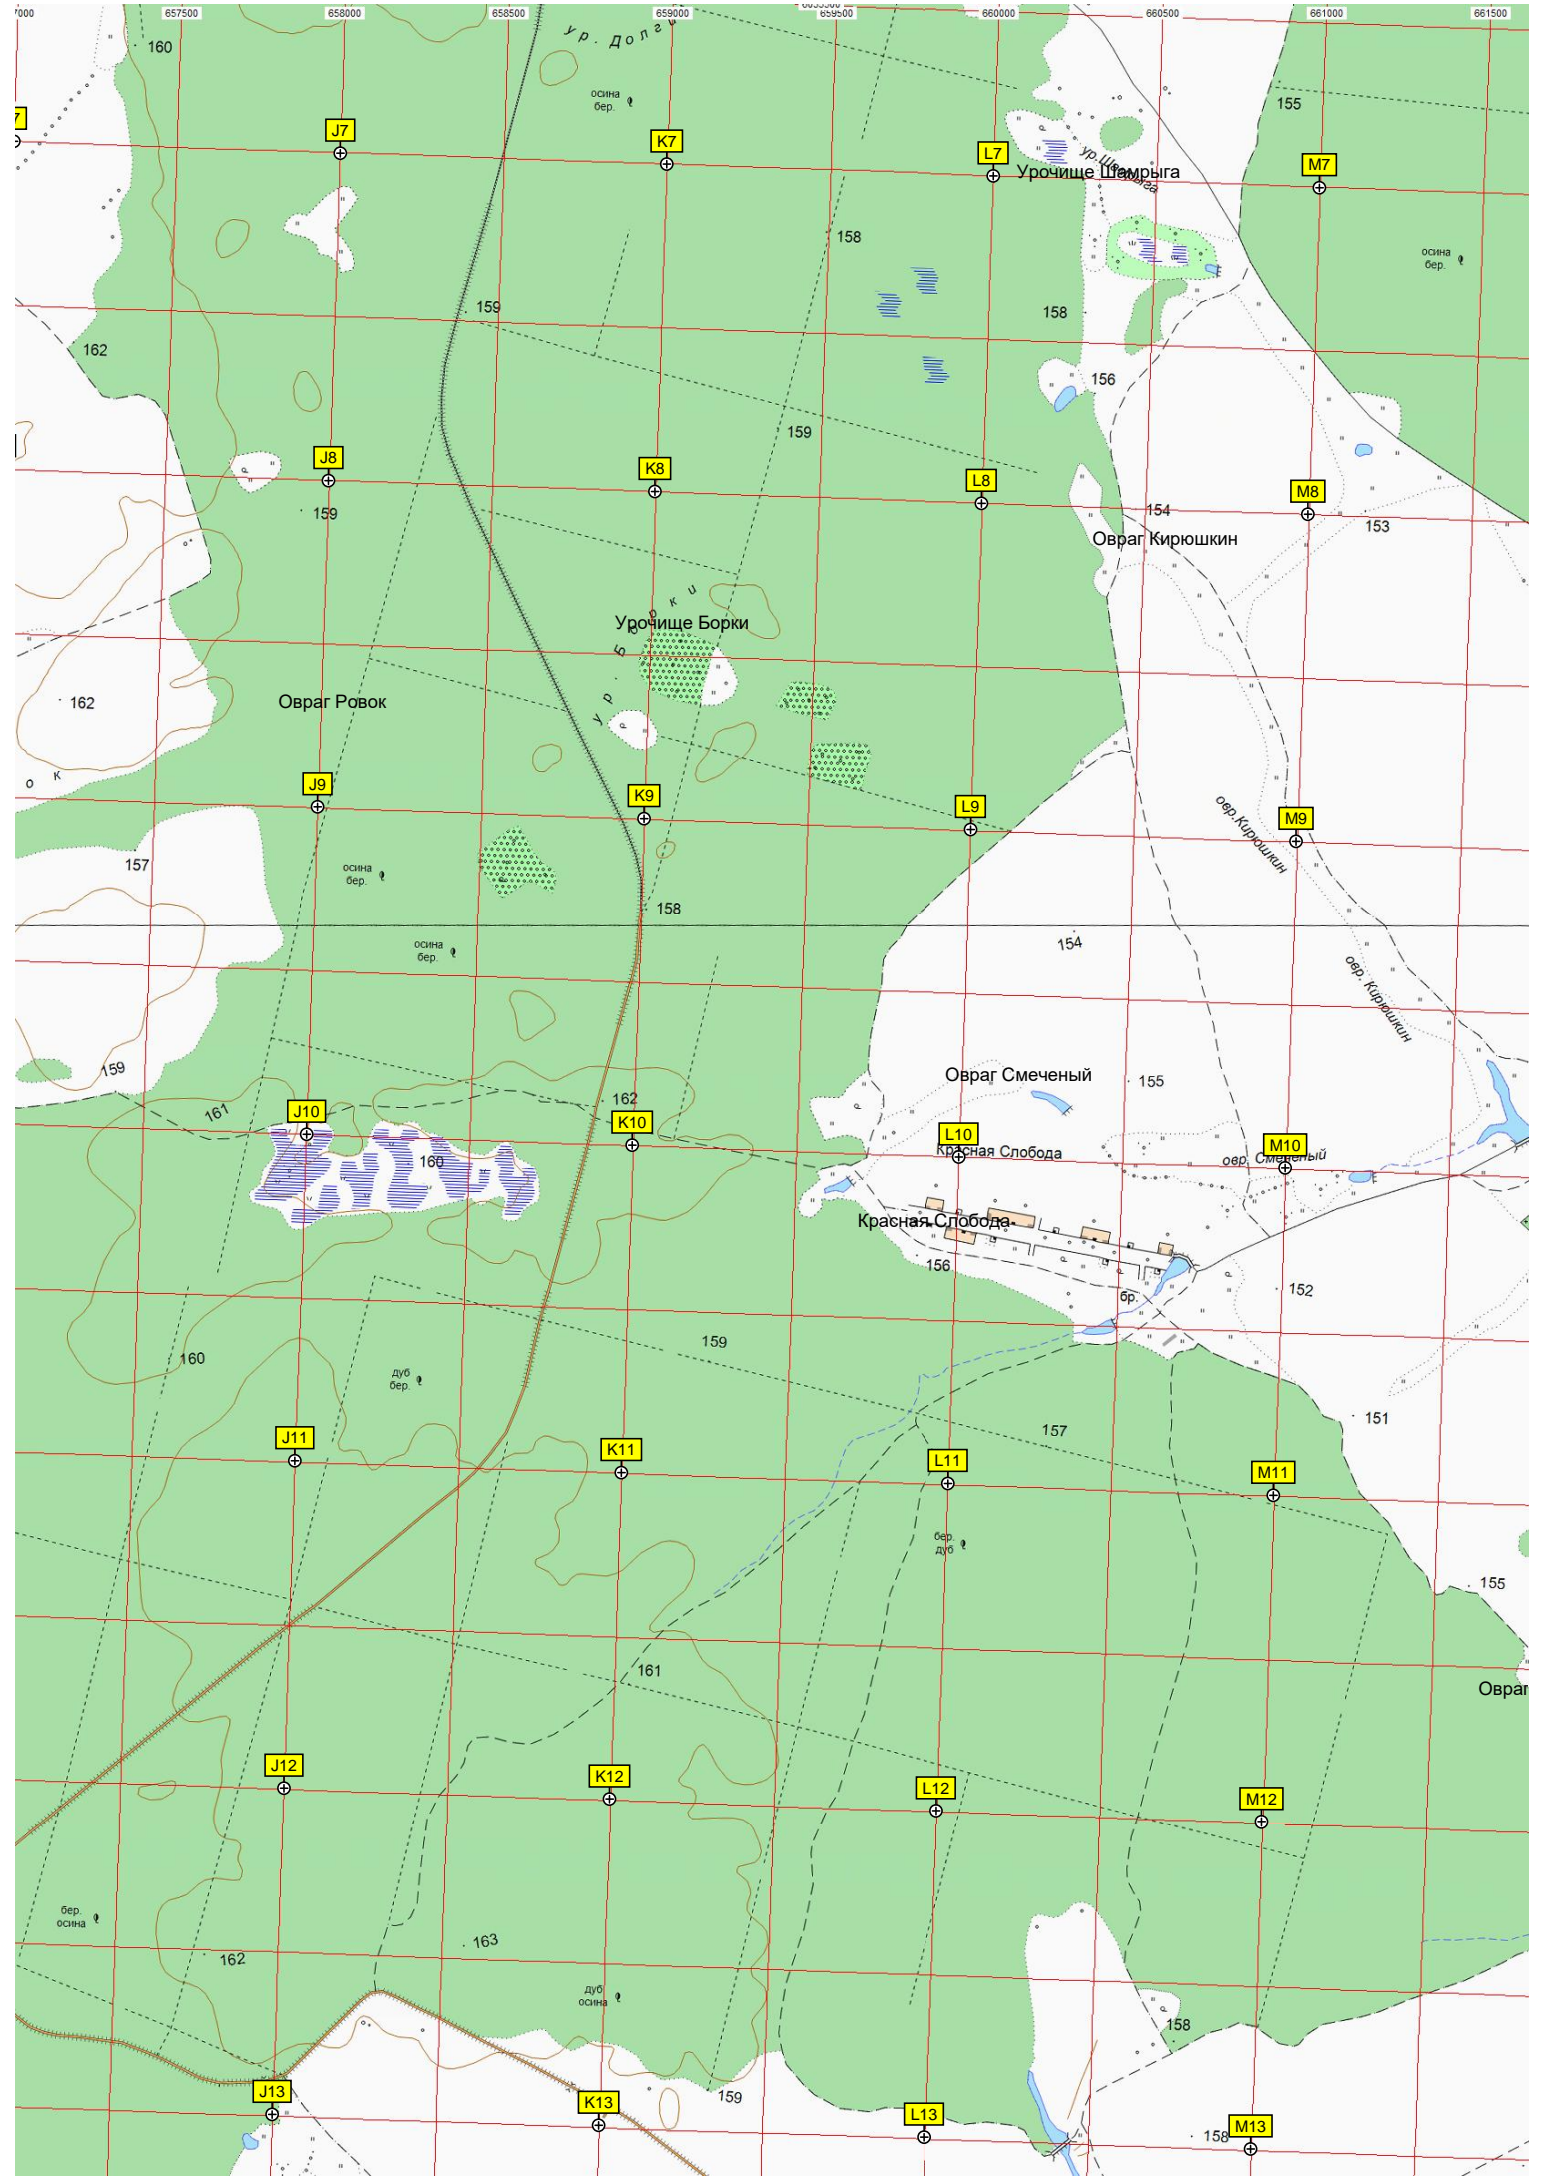 7000 657500 658000 658500 659000 659500 660000 660500 661000 661500
ур. Долги
160
осина
бер.
155
7
J7
K7
L7
M7
ур.Шамрыга
Урочище Шамрыга
158
осина
бер.
159
158
162
156
159
J8
K8
L8
M8
159
154
153
Овраг Кирюшкин
ур. Борки
Урочище Борки
162
Овраг Ровок
о к
J9
K9
L9
M9
овр.Кирюшкин
157
осина
бер.
158
осина
бер.
154
овр. Кирюшкин
159
Овраг Смеченый
155
161
162
J10
K10
L10
M10
160
Красная Слобода
овр. Смеченый
Красная Слобода
156
152
бр.
159
160
дуб
бер.
151
157
J11
K11
L11
M11
бер.
дуб
155
161
Овраг
J12
K12
L12
M12
бер.
осина
163
162
дуб
осина
158
159
J13
K13
L13
M13
158